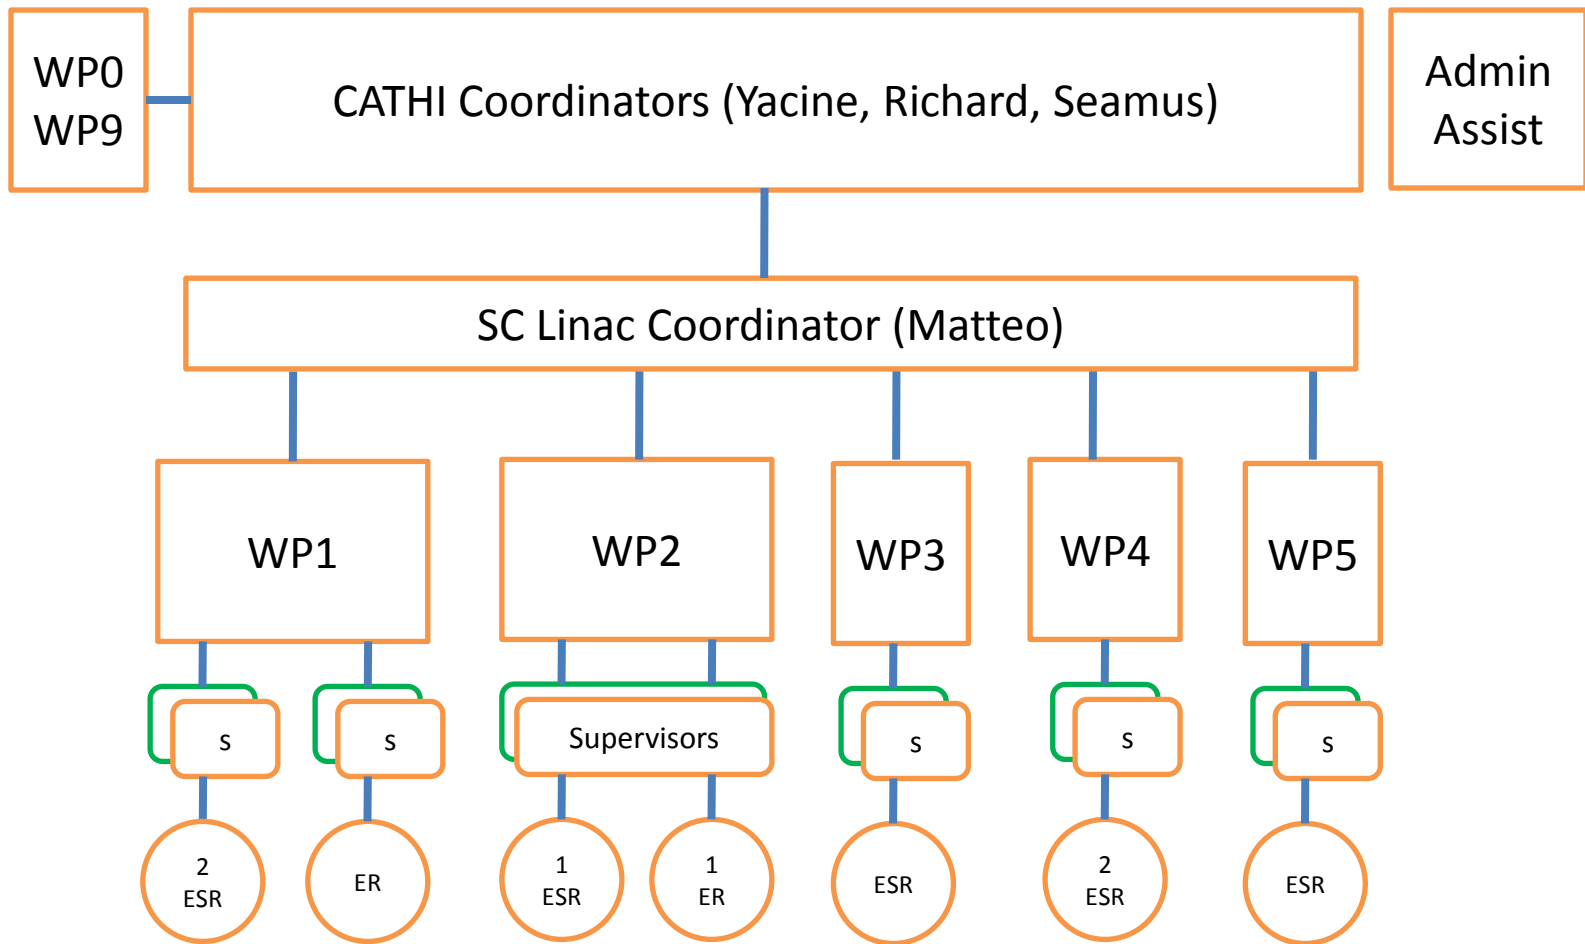 WP0
WP9
CATHI Coordinators (Yacine, Richard, Seamus)
Admin
Assist
SC Linac Coordinator (Matteo)
WP1
WP2
WP3
WP4
WP5
s
s
Supervisors
s
s
s
2
ESR
ER
1
ESR
1
ER
ESR
2
ESR
ESR